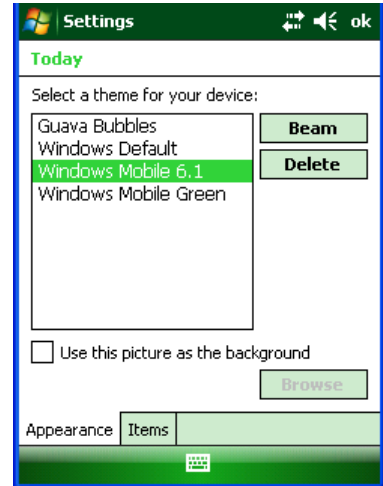 Settings ok
Today
Select a theme for your device:
Guava Bubbles
Windows Default
Windows Mobile 6.1
Windows Mobile Green
Beam
Delete
Use this picture as the background
Browse
Appearance Items